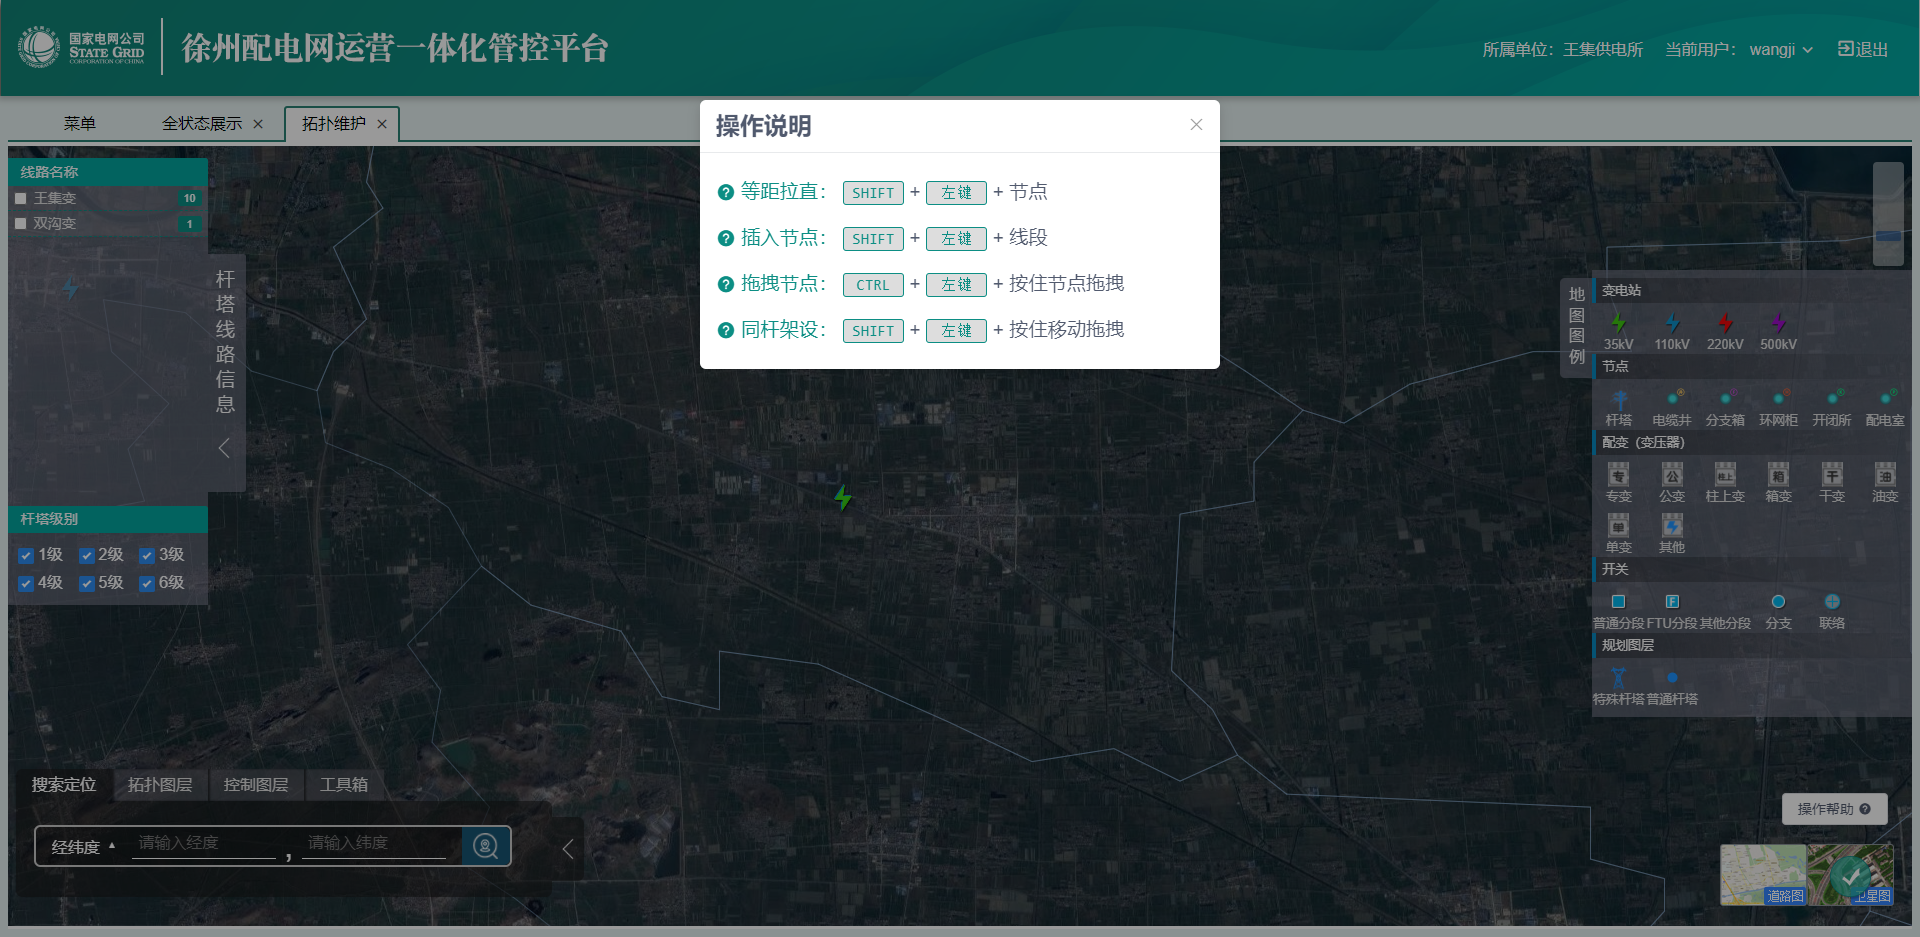 国家电网公司
STATE GRID
CORPORATION OF CHINA
徐州配电网运营一体化管控平台
所属单位：王集供电所 当前用户： wangji 退出
菜单 全状态展示 拓扑维护
操作说明
等距拉直： SHIFT + 左键 + 节点
插入节点： SHIFT + 左键 + 线段
拖拽节点： CTRL + 左键 + 按住节点拖拽
同杆架设： SHIFT + 左键 + 按住移动拖拽
线路名称
王集变 10
双沟变 1
杆塔线路信息
杆塔级别
1级 2级 3级
4级 5级 6级
地图图例
变电站
35kV 110kV 220kV 500kV
节点
杆塔 电缆井 分支箱 环网柜 开闭所 配电室
配变（变压器）
专 公 柱上 箱 干 油
专变 公变 柱上变 箱变 干变 油变
单
单变 其他
开关
F
普通分段 FTU分段 其他分段 分支 联络
规划图层
特殊杆塔 普通杆塔
搜索定位 拓扑图层 控制图层 工具箱
经纬度 请输入经度 , 请输入纬度
操作帮助
道路图 卫星图